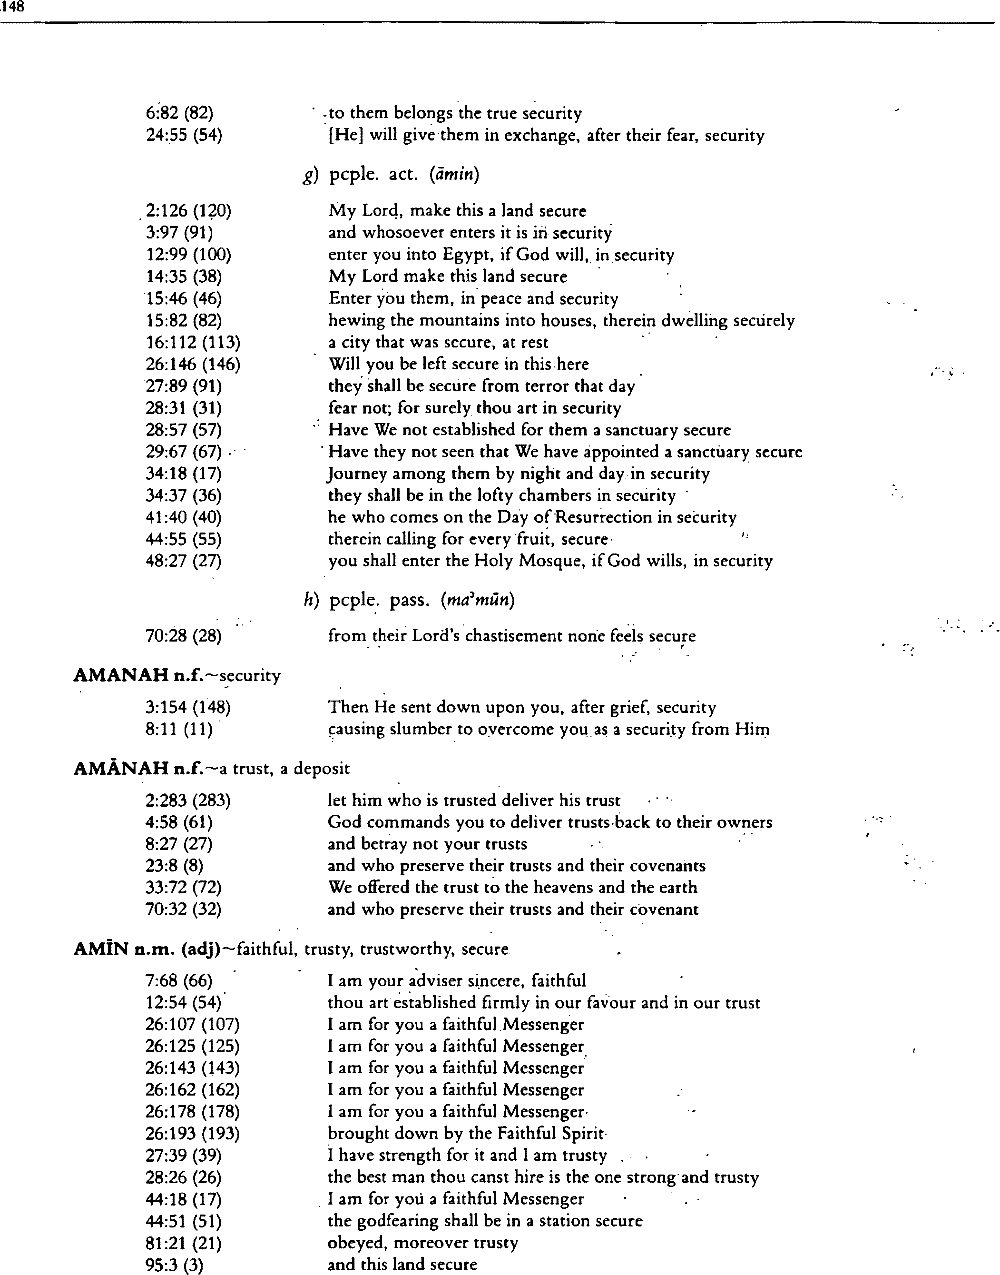 148
6:82 (82) to them belongs the true security
24:55 (54) [He] will give them in exchange, after their fear, security
g) pcple. act. (āmin)
2:126 (120) My Lord, make this a land secure
3:97 (91) and whosoever enters it is in security
12:99 (100) enter you into Egypt, if God will, in security
14:35 (38) My Lord make this land secure
15:46 (46) Enter you them, in peace and security
15:82 (82) hewing the mountains into houses, therein dwelling securely
16:112 (113) a city that was secure, at rest
26:146 (146) Will you be left secure in this here
27:89 (91) they shall be secure from terror that day
28:31 (31) fear not; for surely thou art in security
28:57 (57) Have We not established for them a sanctuary secure
29:67 (67) Have they not seen that We have appointed a sanctuary secure
34:18 (17) Journey among them by night and day in security
34:37 (36) they shall be in the lofty chambers in security
41:40 (40) he who comes on the Day of Resurrection in security
44:55 (55) therein calling for every fruit, secure
48:27 (27) you shall enter the Holy Mosque, if God wills, in security
h) pcple. pass. (maʾmūn)
70:28 (28) from their Lord's chastisement none feels secure
AMANAH n.f.~security
3:154 (148) Then He sent down upon you, after grief, security
8:11 (11) causing slumber to overcome you as a security from Him
AMĀNAH n.f.~a trust, a deposit
2:283 (283) let him who is trusted deliver his trust
4:58 (61) God commands you to deliver trusts back to their owners
8:27 (27) and betray not your trusts
23:8 (8) and who preserve their trusts and their covenants
33:72 (72) We offered the trust to the heavens and the earth
70:32 (32) and who preserve their trusts and their covenant
AMĪN n.m. (adj)~faithful, trusty, trustworthy, secure
7:68 (66) I am your adviser sincere, faithful
12:54 (54) thou art established firmly in our favour and in our trust
26:107 (107) I am for you a faithful Messenger
26:125 (125) I am for you a faithful Messenger
26:143 (143) I am for you a faithful Messenger
26:162 (162) I am for you a faithful Messenger
26:178 (178) I am for you a faithful Messenger
26:193 (193) brought down by the Faithful Spirit
27:39 (39) I have strength for it and I am trusty
28:26 (26) the best man thou canst hire is the one strong and trusty
44:18 (17) I am for you a faithful Messenger
44:51 (51) the godfearing shall be in a station secure
81:21 (21) obeyed, moreover trusty
95:3 (3) and this land secure